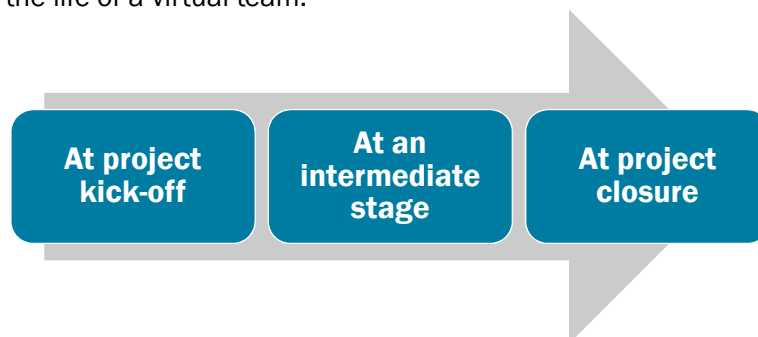 the life of a virtual team.
At project
kick-off
At an
intermediate
stage
At project
closure